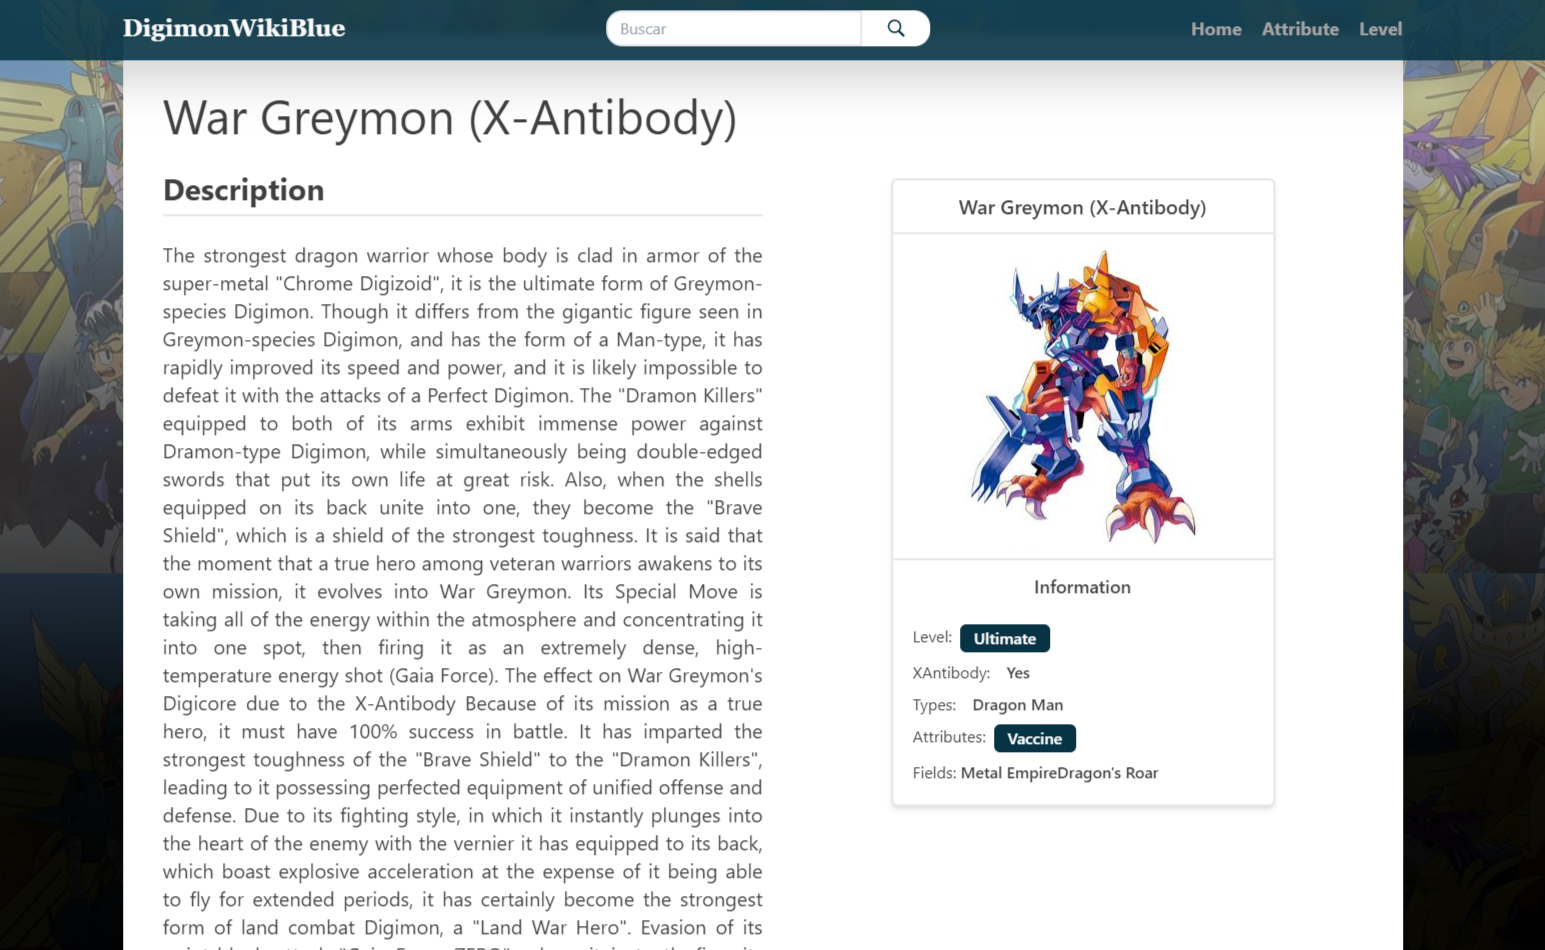 DigimonWikiBlue
Buscar
Home Attribute Level
War Greymon (X-Antibody)
Description
The strongest dragon warrior whose body is clad in armor of the
super-metal "Chrome Digizoid", it is the ultimate form of Greymon-
species Digimon. Though it differs from the gigantic figure seen in
Greymon-species Digimon, and has the form of a Man-type, it has
rapidly improved its speed and power, and it is likely impossible to
defeat it with the attacks of a Perfect Digimon. The "Dramon Killers"
equipped to both of its arms exhibit immense power against
Dramon-type Digimon, while simultaneously being double-edged
swords that put its own life at great risk. Also, when the shells
equipped on its back unite into one, they become the "Brave
Shield", which is a shield of the strongest toughness. It is said that
the moment that a true hero among veteran warriors awakens to its
own mission, it evolves into War Greymon. Its Special Move is
taking all of the energy within the atmosphere and concentrating it
into one spot, then firing it as an extremely dense, high-
temperature energy shot (Gaia Force). The effect on War Greymon's
Digicore due to the X-Antibody Because of its mission as a true
hero, it must have 100% success in battle. It has imparted the
strongest toughness of the "Brave Shield" to the "Dramon Killers",
leading to it possessing perfected equipment of unified offense and
defense. Due to its fighting style, in which it instantly plunges into
the heart of the enemy with the vernier it has equipped to its back,
which boast explosive acceleration at the expense of it being able
to fly for extended periods, it has certainly become the strongest
form of land combat Digimon, a "Land War Hero". Evasion of its
War Greymon (X-Antibody)
Information
Level: Ultimate
XAntibody: Yes
Types: Dragon Man
Attributes: Vaccine
Fields: Metal EmpireDragon's Roar